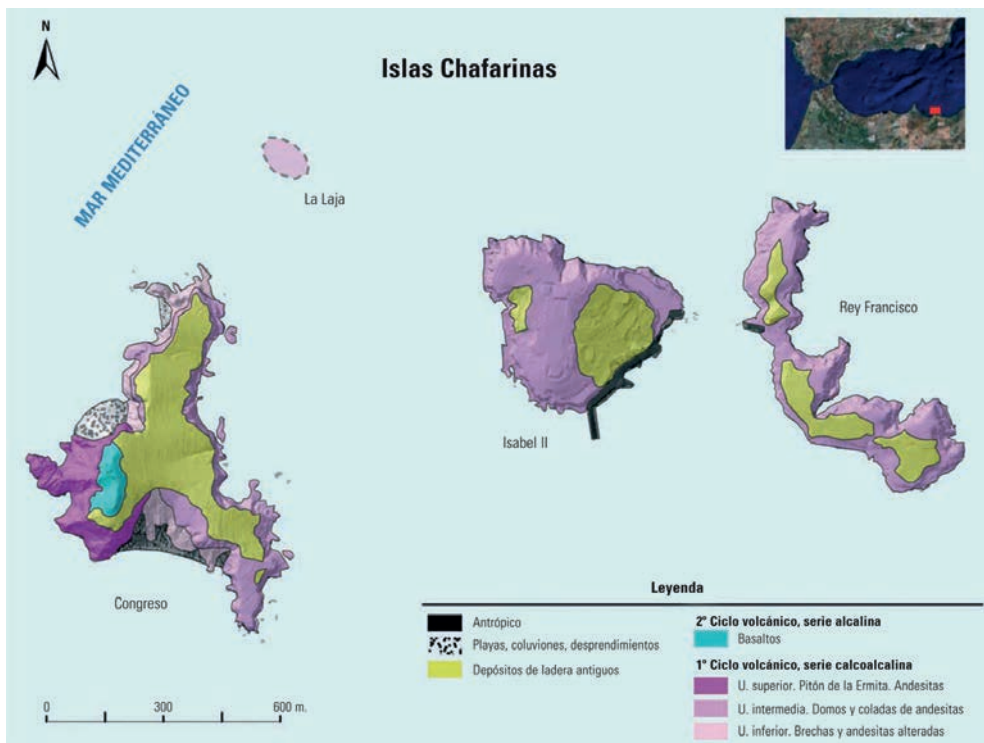 N
Islas Chafarinas
MAR MEDITERRÁNEO
La Laja
Rey Francisco
Isabel II
Congreso
Leyenda
Antrópico
Playas, coluviones, desprendimientos
Depósitos de ladera antiguos
2º Ciclo volcánico, serie alcalina
Basaltos
1º Ciclo volcánico, serie calcoalcalina
U. superior. Pitón de la Ermita. Andesitas
U. intermedia. Domos y coladas de andesitas
U. inferior. Brechas y andesitas alteradas
0 300 600 m.